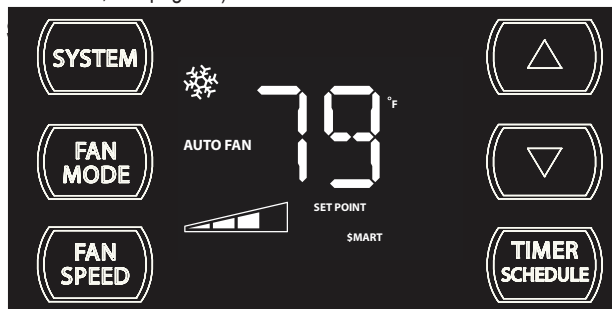 SYSTEM
79
°F
FAN
MODE
AUTO FAN
SET POINT
$MART
FAN
SPEED
TIMER
SCHEDULE